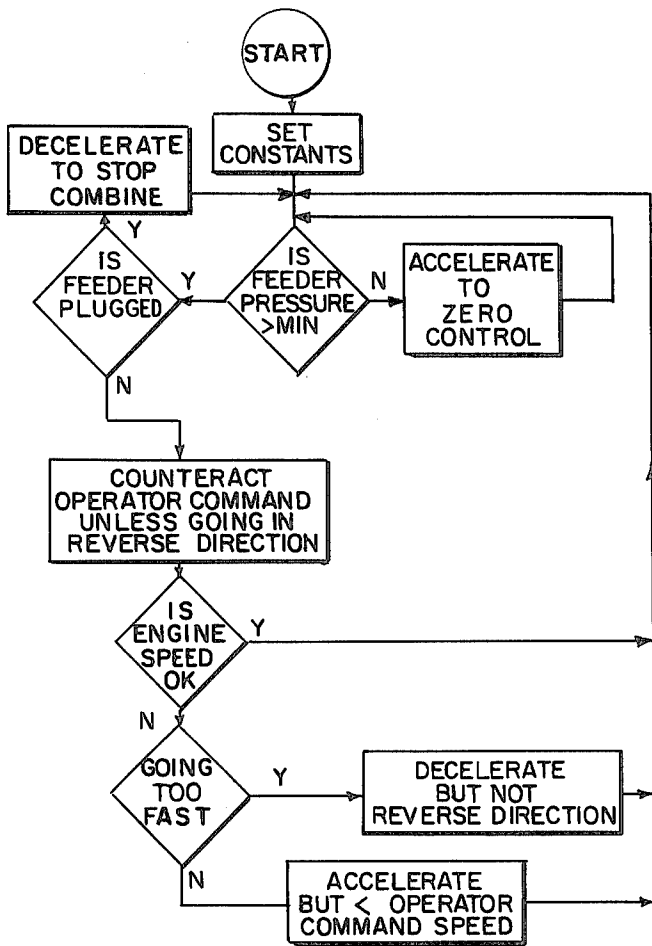 START
SET
CONSTANTS
DECELERATE
TO STOP
COMBINE
Y
IS
FEEDER
PLUGGED
Y
IS
FEEDER
PRESSURE
>MIN
N
ACCELERATE
TO
ZERO
CONTROL
N
COUNTERACT
OPERATOR COMMAND
UNLESS GOING IN
REVERSE DIRECTION
IS
ENGINE
SPEED
OK
Y
N
GOING
TOO
FAST
Y
DECELERATE
BUT NOT
REVERSE DIRECTION
N
ACCELERATE
BUT < OPERATOR
COMMAND SPEED